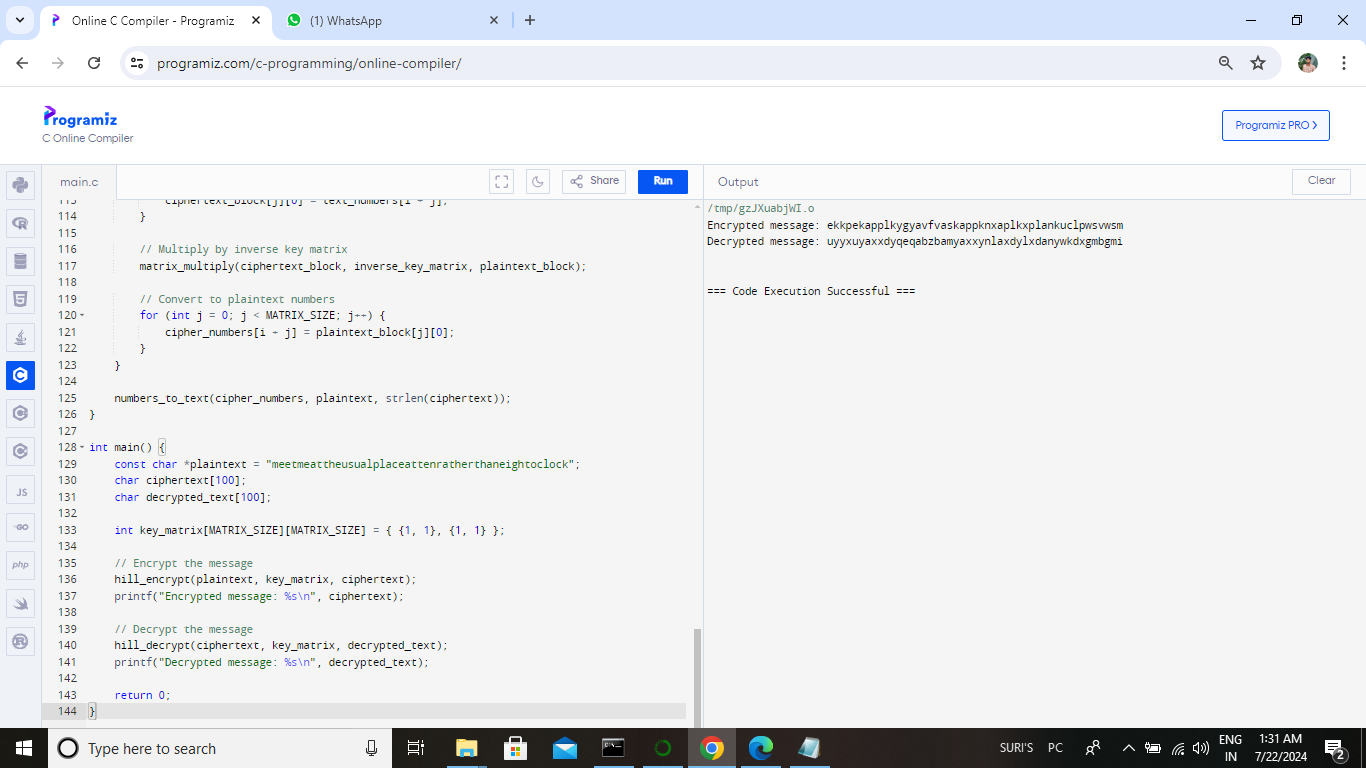 Online C Compiler - Programiz
(1) WhatsApp
programiz.com/c-programming/online-compiler/
Programiz
C Online Compiler
Programiz PRO >
main.c
Share
Run
Output
Clear
113 ciphertext_block[j][0] = text_numbers[i + j];
114 }
115
116 // Multiply by inverse key matrix
117 matrix_multiply(ciphertext_block, inverse_key_matrix, plaintext_block);
118
119 // Convert to plaintext numbers
120 for (int j = 0; j < MATRIX_SIZE; j++) {
121 cipher_numbers[i + j] = plaintext_block[j][0];
122 }
123 }
124
125 numbers_to_text(cipher_numbers, plaintext, strlen(ciphertext));
126 }
127
128 int main() {
129 const char *plaintext = "meetmeattheusualplaceattenratherthaneightoclock";
130 char ciphertext[100];
131 char decrypted_text[100];
132
133 int key_matrix[MATRIX_SIZE][MATRIX_SIZE] = { {1, 1}, {1, 1} };
134
135 // Encrypt the message
136 hill_encrypt(plaintext, key_matrix, ciphertext);
137 printf("Encrypted message: %s\n", ciphertext);
138
139 // Decrypt the message
140 hill_decrypt(ciphertext, key_matrix, decrypted_text);
141 printf("Decrypted message: %s\n", decrypted_text);
142
143 return 0;
144 }
/tmp/gzJXuabjWI.o
Encrypted message: ekkpekapplkygyavfvaskappknxaplkxplankuclpwsvwsm
Decrypted message: uyyxuyaxxdyqeqabzbamyaxxynlaxdylxdanywkdxgmbgmi
=== Code Execution Successful ===
JS
GO
php
Type here to search
SURI'S PC
ENG
IN
1:31 AM
7/22/2024
2